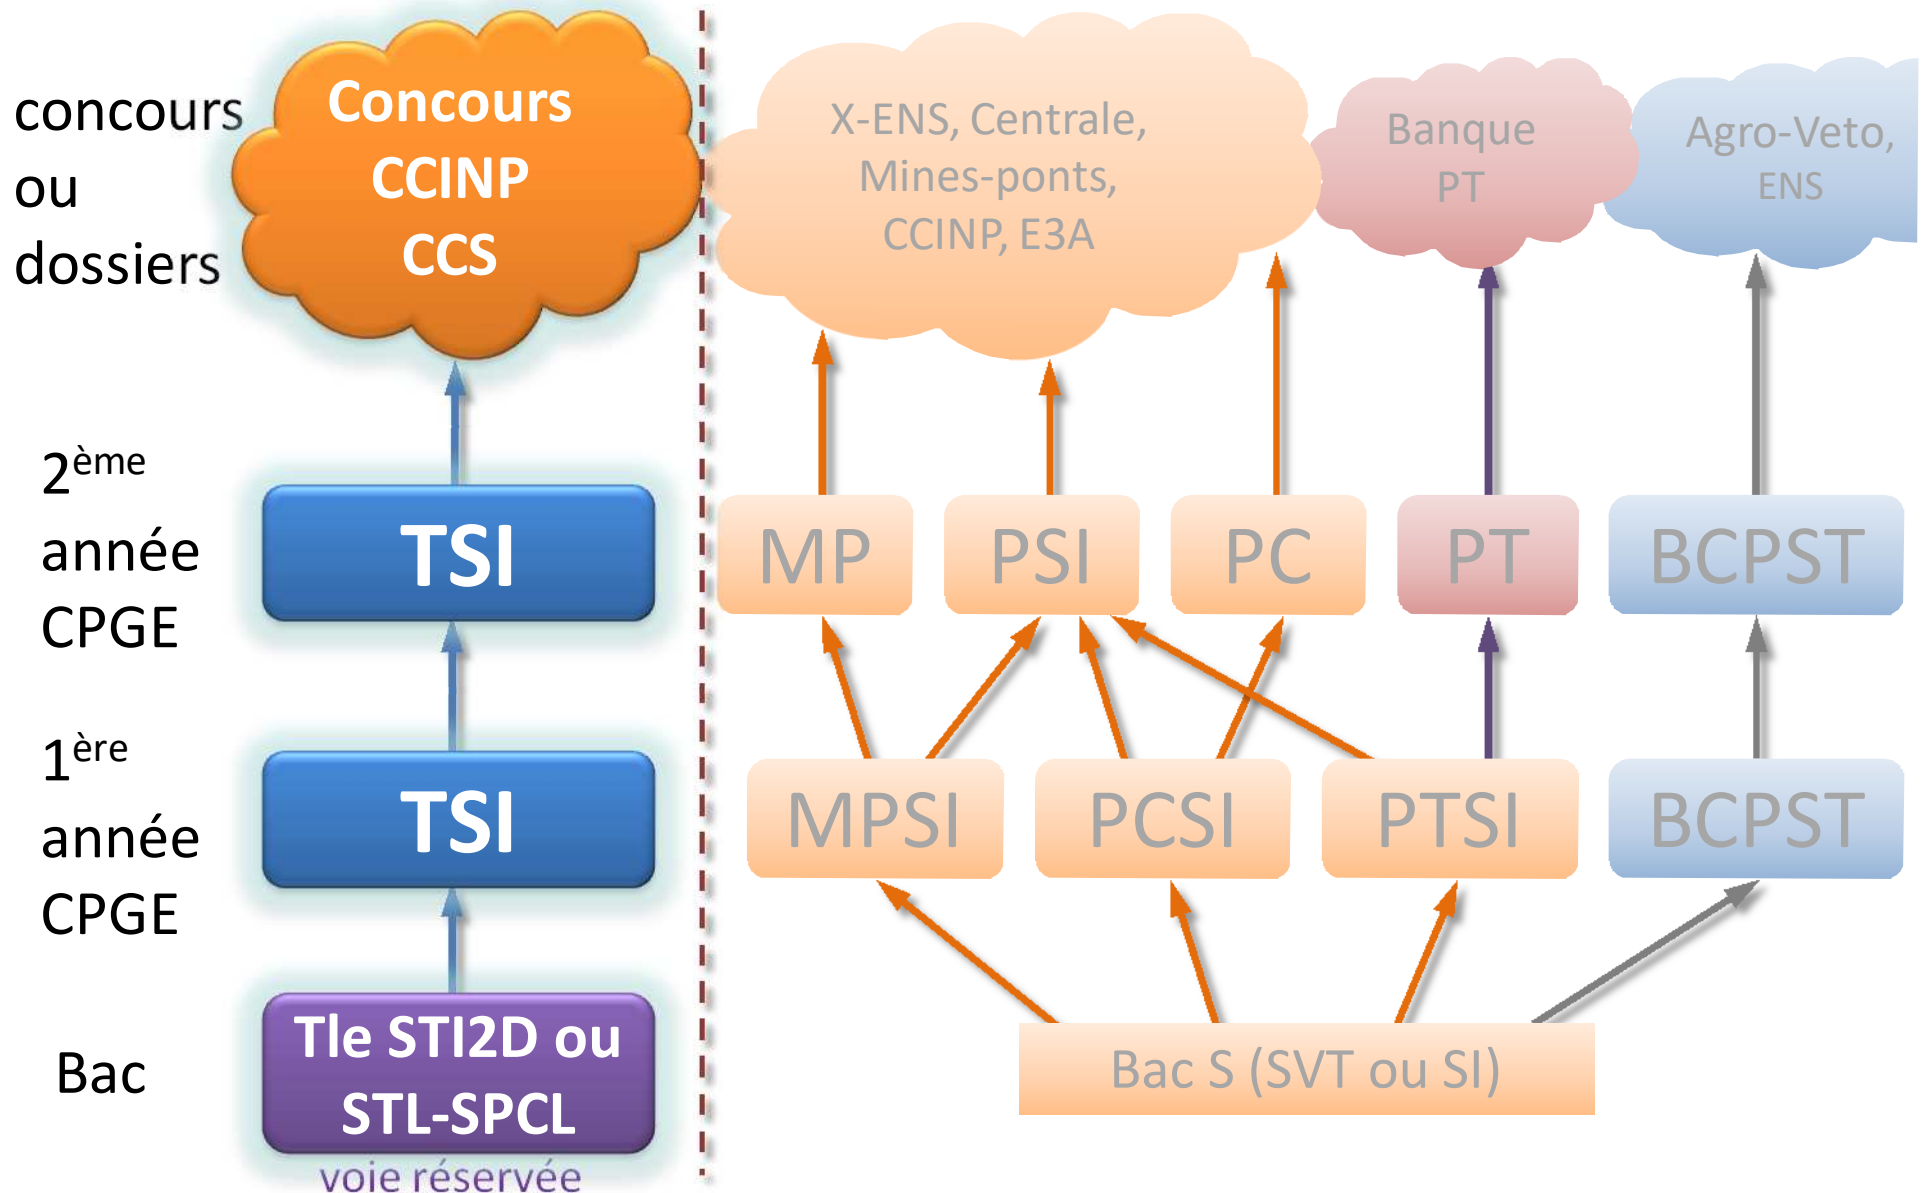 concours
ou
dossiers
Concours
CCINP
CCS
X-ENS, Centrale,
Mines-ponts,
CCINP, E3A
Banque
PT
Agro-Veto,
ENS
2ème
année
CPGE
TSI
MP
PSI
PC
PT
BCPST
1ère
année
CPGE
TSI
MPSI
PCSI
PTSI
BCPST
Bac
Tle STI2D ou
STL-SPCL
voie réservée
Bac S (SVT ou SI)